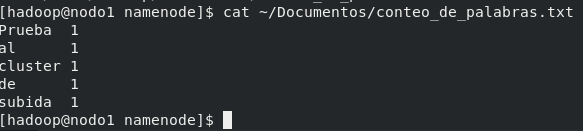 [hadoop@nodo1 namenode]$ cat ~/Documentos/conteo_de_palabras.txt
Prueba 1
al 1
cluster 1
de 1
subida 1
[hadoop@nodo1 namenode]$